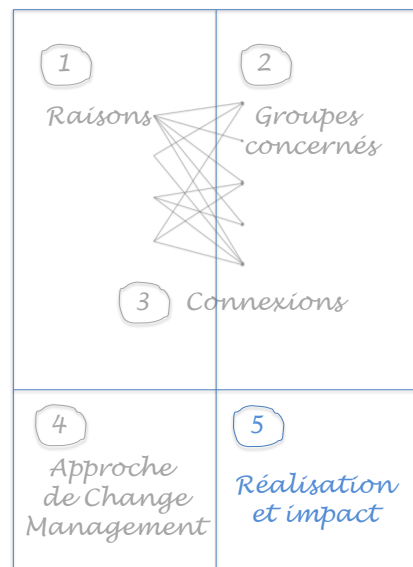 1
Raisons
2
Groupes
concernés
3
Connexions
4
Approche
de Change
Management
5
Réalisation
et impact